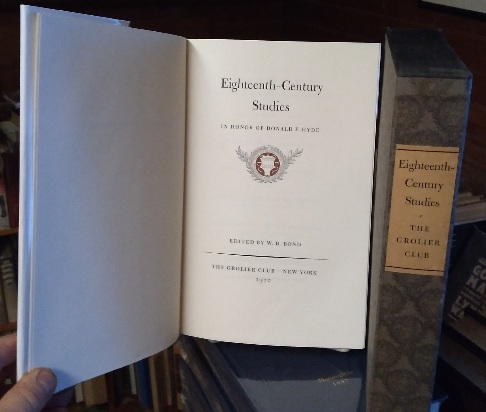 Eighteenth–Century
Studies
IN HONOR OF DONALD F. HYDE
EDITED BY W. H. BOND
THE GROLIER CLUB · NEW YORK
1970
Eighteenth–
Century
Studies
THE
GROLIER
CLUB